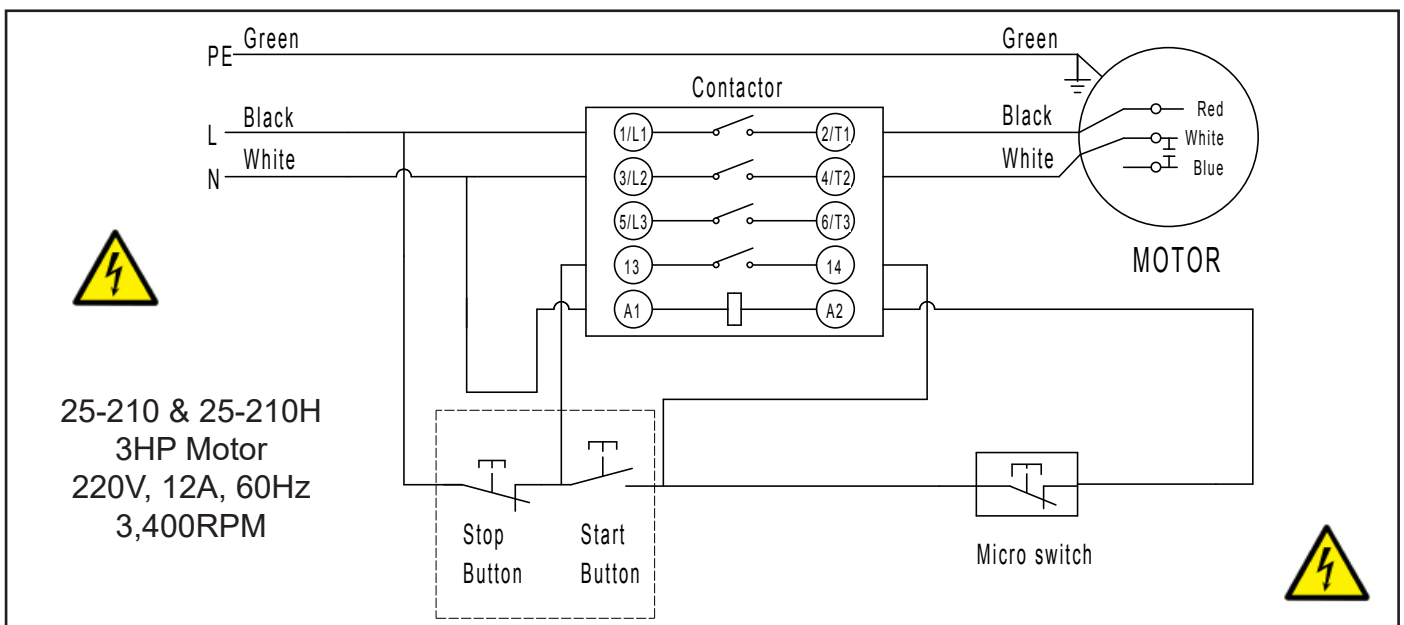 PE Green Green
Contactor
L Black Black
N White White
1/L1 2/T1
3/L2 4/T2
5/L3 6/T3
13 14
A1 A2
Red
White
Blue
MOTOR
25-210 & 25-210H
3HP Motor
220V, 12A, 60Hz
3,400RPM
Stop
Button
Start
Button
Micro switch